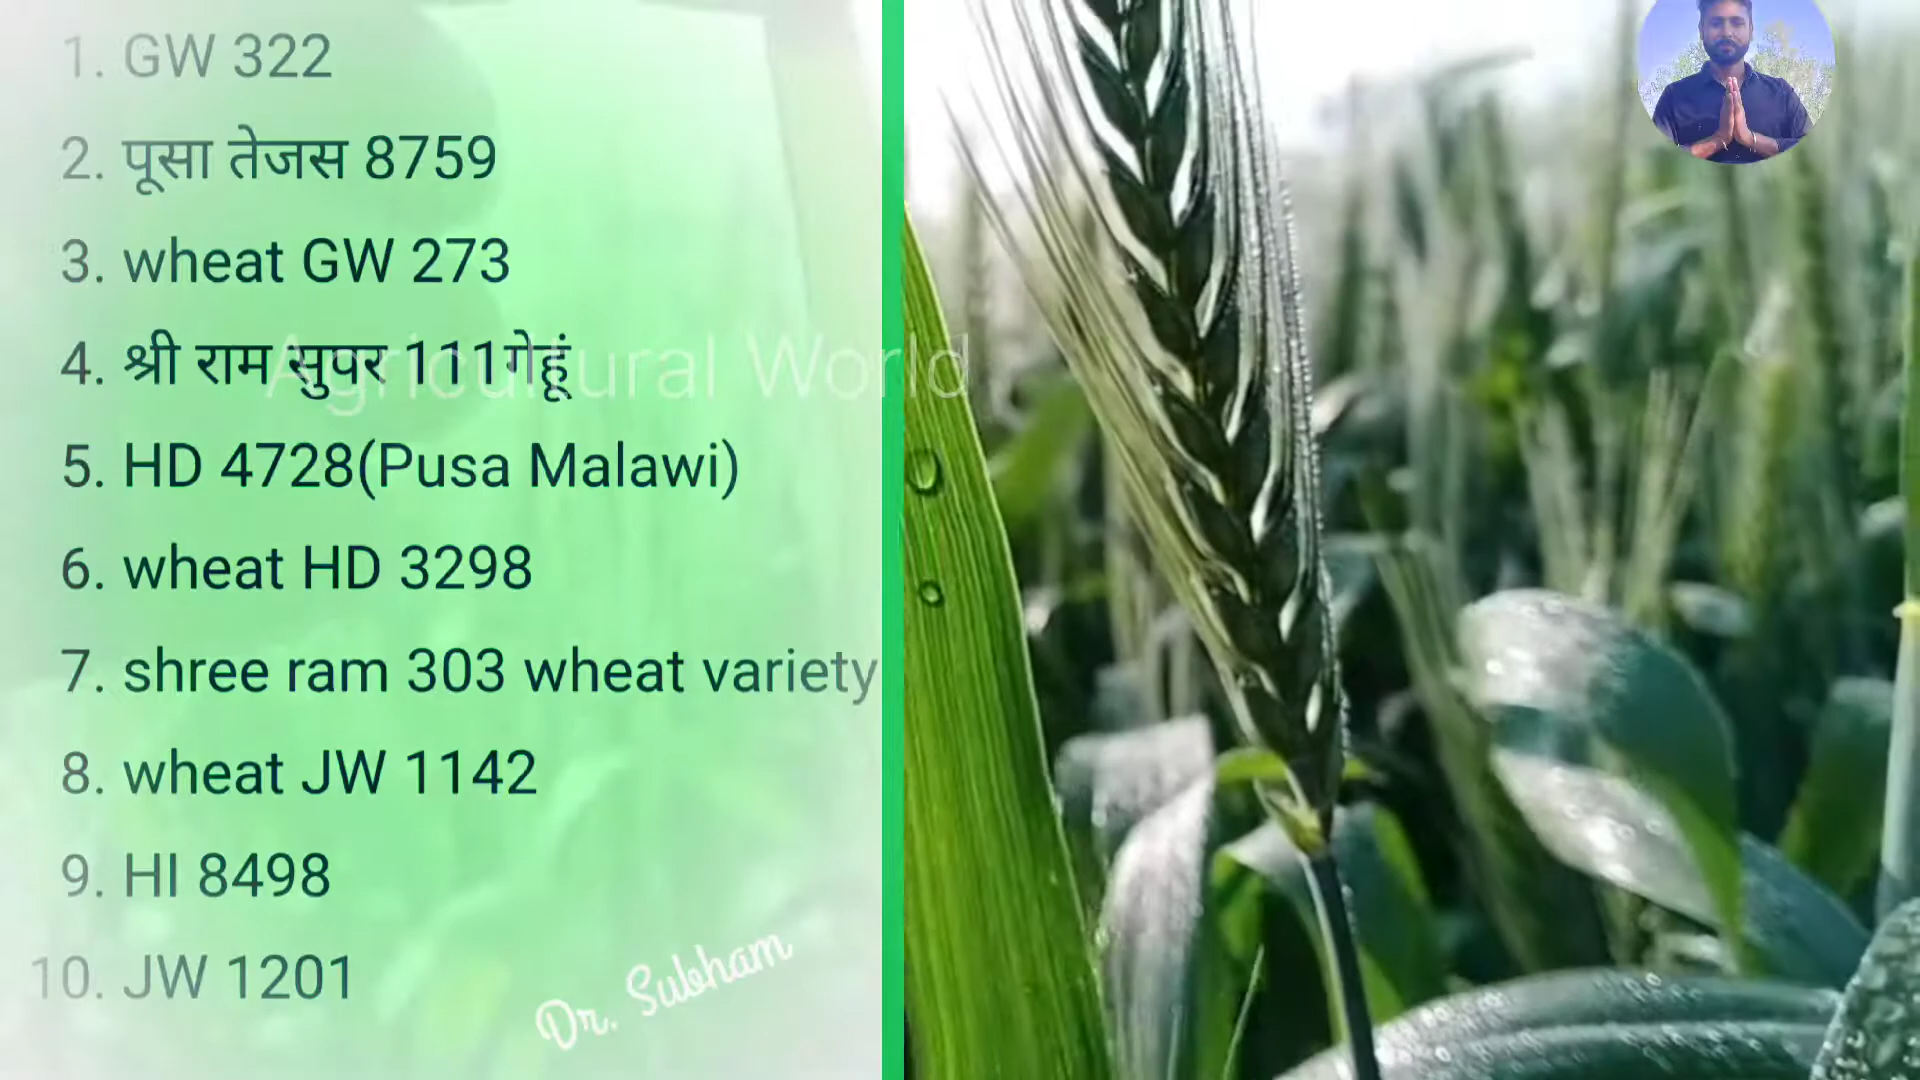 1. GW 322
2. पूसा तेजस 8759
3. wheat GW 273
4. श्री राम सुपर 111गेहूं
Agricultural World
5. HD 4728(Pusa Malawi)
6. wheat HD 3298
7. shree ram 303 wheat variety
8. wheat JW 1142
9. HI 8498
10. JW 1201
Dr. Subham